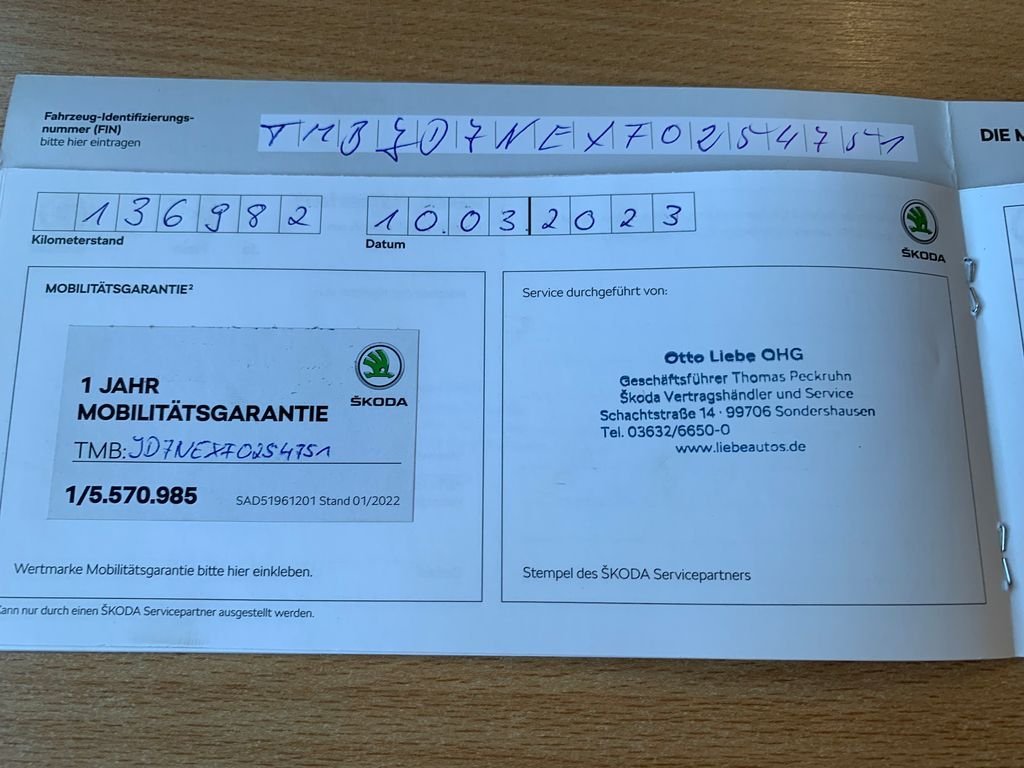 Fahrzeug-Identifizierungs-
nummer (FIN)
bitte hier eintragen
TMBJD7NEXF0254751
DIE
136982
10.03.2023
Kilometerstand
Datum
ŠKODA
MOBILITÄTSGARANTIE²
1 JAHR
MOBILITÄTSGARANTIE
ŠKODA
TMB: JD7NEXF0254751
1/5.570.985
SAD51961201 Stand 01/2022
Wertmarke Mobilitätsgarantie bitte hier einkleben.
Service durchgeführt von:
Otto Liebe OHG
Geschäftsführer Thomas Peckruhn
Škoda Vertragshändler und Service
Schachtstraße 14 · 99706 Sondershausen
Tel. 03632/6650-0
www.liebeautos.de
Stempel des ŠKODA Servicepartners
Kann nur durch einen ŠKODA Servicepartner ausgestellt werden.